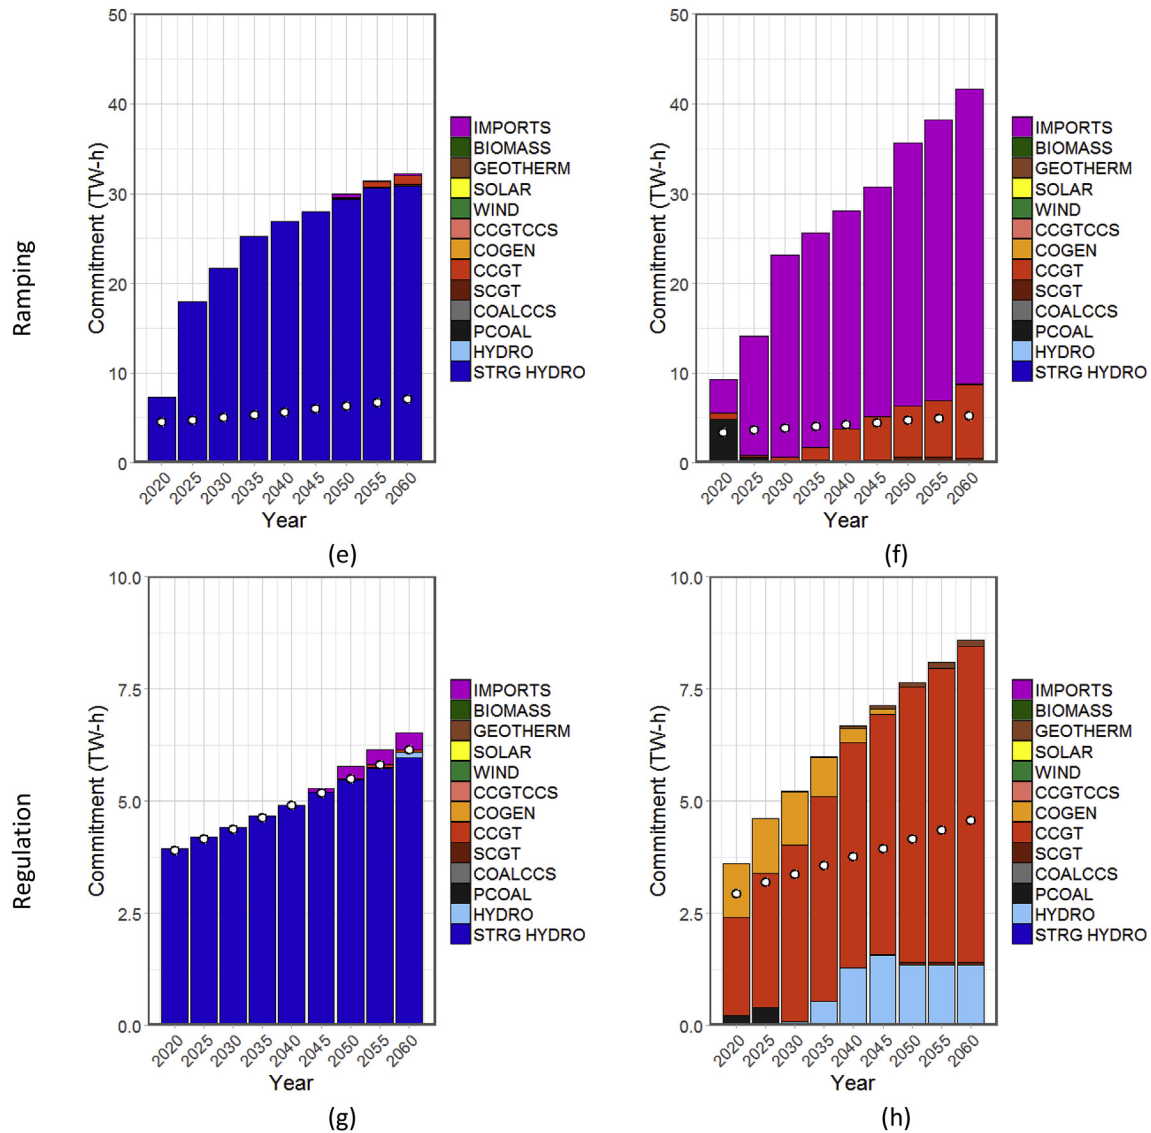 Ramping
Commitment (TW-h)
50
40
30
20
10
0
2020
2025
2030
2035
2040
2045
2050
2055
2060
Year
IMPORTS
BIOMASS
GEOTHERM
SOLAR
WIND
CCGTCCS
COGEN
CCGT
SCGT
COALCCS
PCOAL
HYDRO
STRG HYDRO
(e)
Commitment (TW-h)
50
40
30
20
10
0
2020
2025
2030
2035
2040
2045
2050
2055
2060
Year
IMPORTS
BIOMASS
GEOTHERM
SOLAR
WIND
CCGTCCS
COGEN
CCGT
SCGT
COALCCS
PCOAL
HYDRO
STRG HYDRO
(f)
Regulation
Commitment (TW-h)
10.0
7.5
5.0
2.5
0.0
2020
2025
2030
2035
2040
2045
2050
2055
2060
Year
IMPORTS
BIOMASS
GEOTHERM
SOLAR
WIND
CCGTCCS
COGEN
CCGT
SCGT
COALCCS
PCOAL
HYDRO
STRG HYDRO
(g)
Commitment (TW-h)
10.0
7.5
5.0
2.5
0.0
2020
2025
2030
2035
2040
2045
2050
2055
2060
Year
IMPORTS
BIOMASS
GEOTHERM
SOLAR
WIND
CCGTCCS
COGEN
CCGT
SCGT
COALCCS
PCOAL
HYDRO
STRG HYDRO
(h)